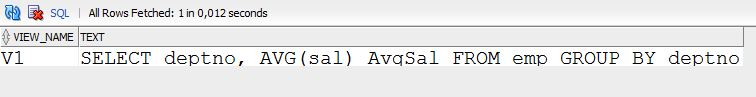 SQL | All Rows Fetched: 1 in 0,012 seconds
VIEW_NAME TEXT
V1 SELECT deptno, AVG(sal) AvgSal FROM emp GROUP BY deptno